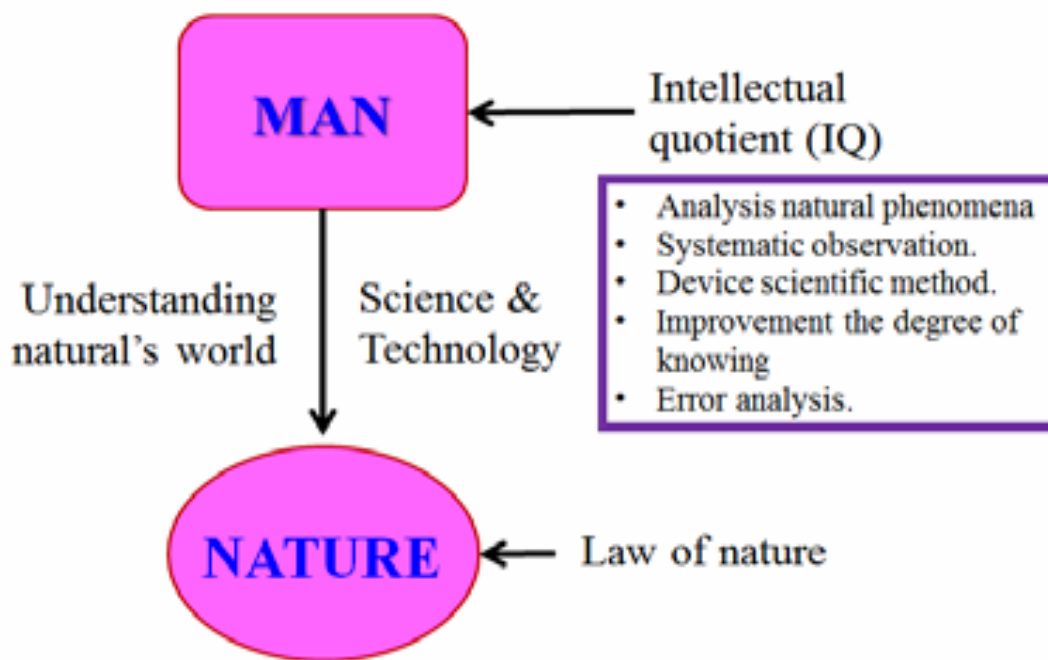 MAN
Intellectual
quotient (IQ)
• Analysis natural phenomena
• Systematic observation.
• Device scientific method.
• Improvement the degree of
knowing
• Error analysis.
Understanding
natural's world
Science &
Technology
NATURE
Law of nature